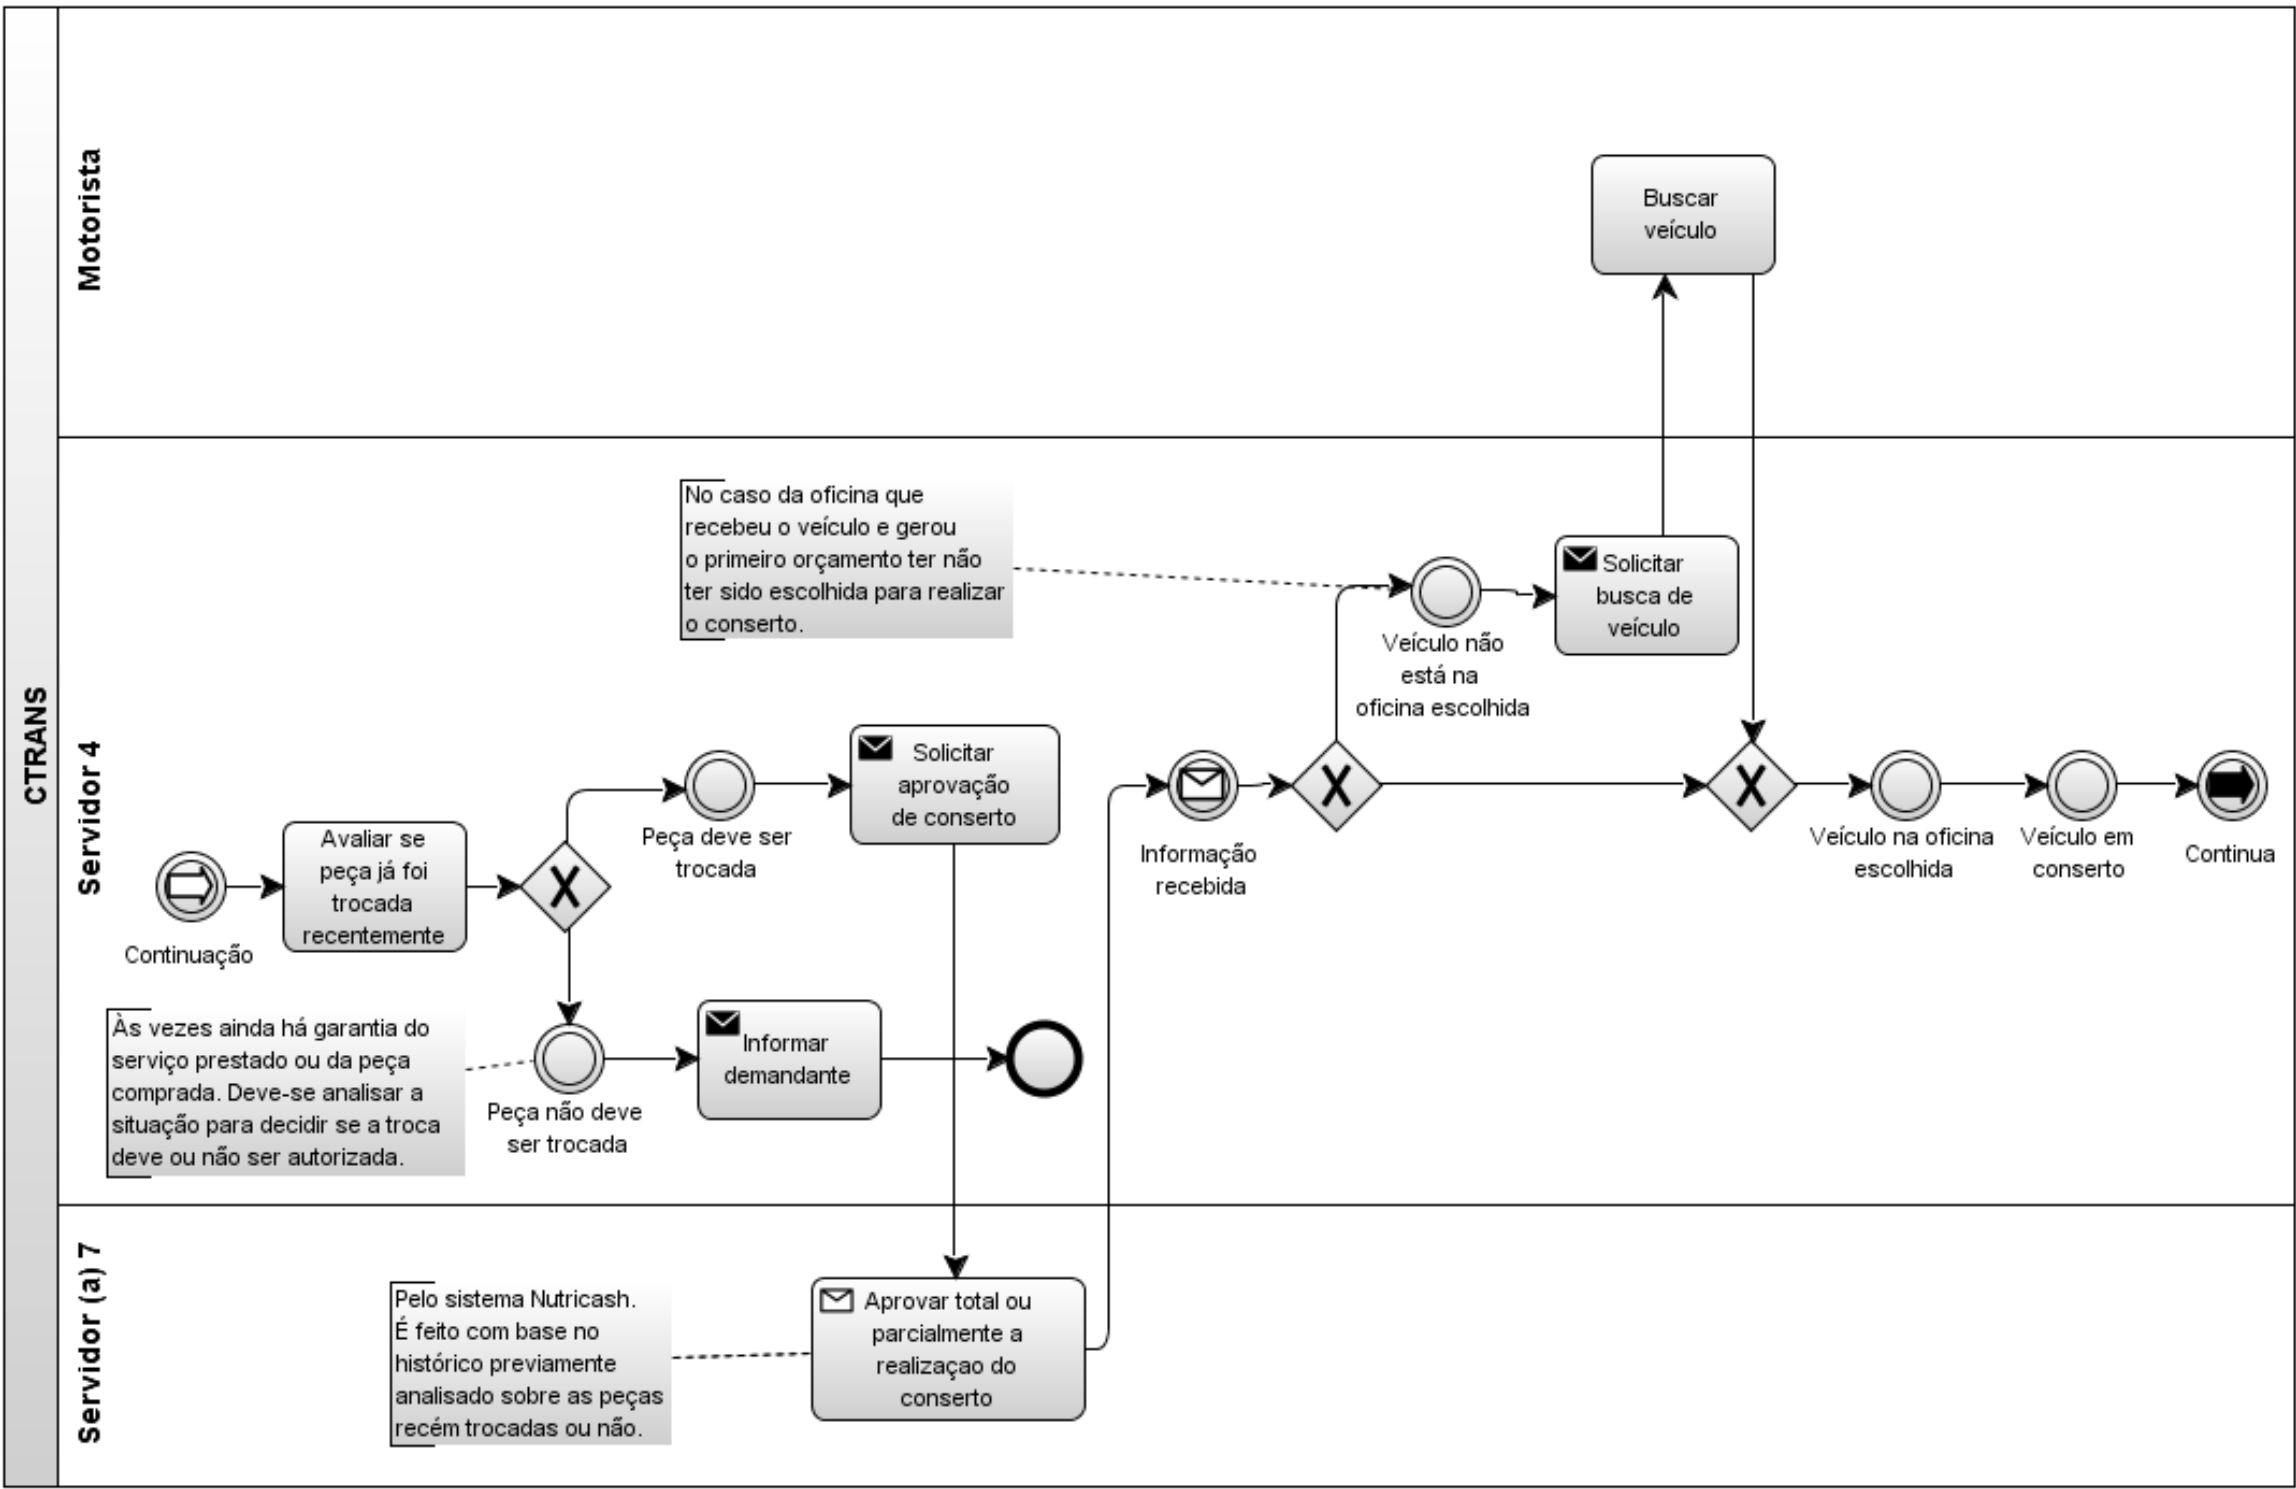 CTRANS
Motorista
Buscar
veículo
Servidor 4
No caso da oficina que
recebeu o veículo e gerou
o primeiro orçamento ter não
ter sido escolhida para realizar
o conserto.
Veículo não
está na
oficina escolhida
Solicitar
busca de
veículo
Continuação
Avaliar se
peça já foi
trocada
recentemente
Peça deve ser
trocada
Solicitar
aprovação
de conserto
Informação
recebida
Veículo na oficina
escolhida
Veículo em
conserto
Continua
Às vezes ainda há garantia do
serviço prestado ou da peça
comprada. Deve-se analisar a
situação para decidir se a troca
deve ou não ser autorizada.
Peça não deve
ser trocada
Informar
demandante
Servidor (a) 7
Pelo sistema Nutricash.
É feito com base no
histórico previamente
analisado sobre as peças
recém trocadas ou não.
Aprovar total ou
parcialmente a
realizaçao do
conserto